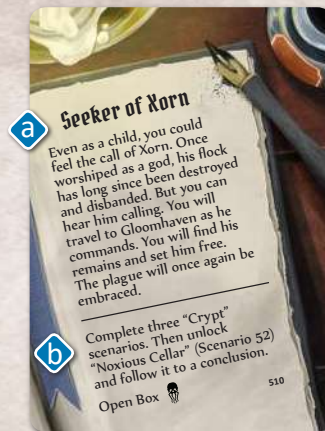 a
Seeker of Xorn
Even as a child, you could
feel the call of Xorn. Once
worshiped as a god, his flock
has long since been destroyed
and disbanded. But you can
hear him calling. You will
travel to Gloomhaven as he
commands. You will find his
remains and set him free.
The plague will once again be
embraced.
b
Complete three “Crypt”
scenarios. Then unlock
“Noxious Cellar” (Scenario 52)
and follow it to a conclusion.
Open Box
510